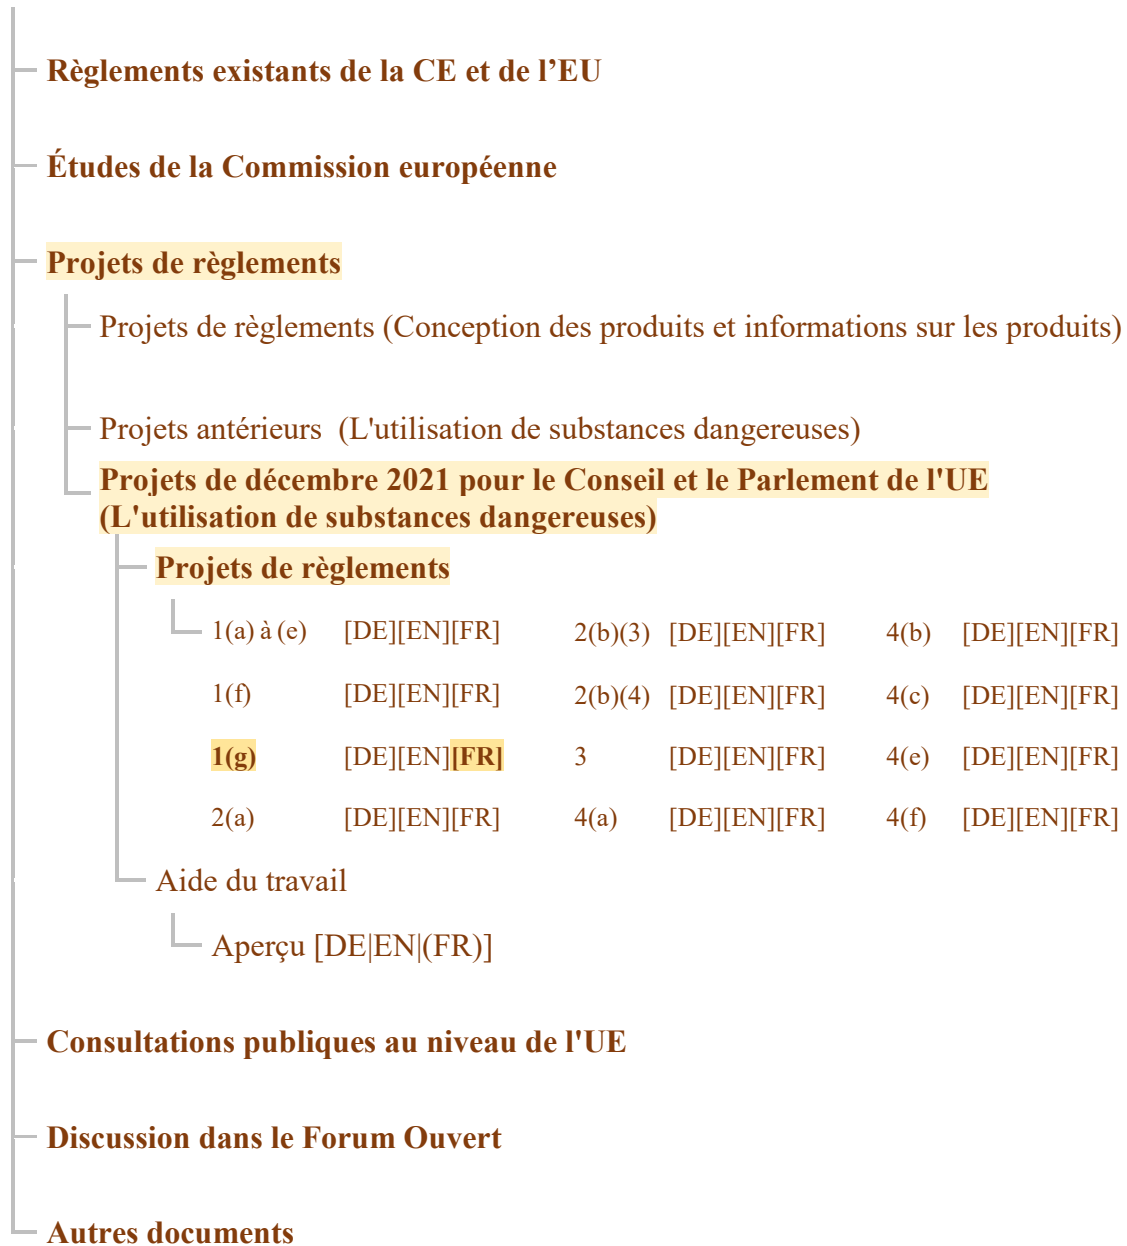 Règlements existants de la CE et de l’EU
Études de la Commission européenne
Projets de règlements
Projets de règlements (Conception des produits et informations sur les produits)
Projets antérieurs  (L'utilisation de substances dangereuses)
Projets de décembre 2021 pour le Conseil et le Parlement de l'UE
(L'utilisation de substances dangereuses)
Projets de règlements
1(a) à (e) [DE][EN][FR] 2(b)(3) [DE][EN][FR] 4(b) [DE][EN][FR]
1(f) [DE][EN][FR] 2(b)(4) [DE][EN][FR] 4(c) [DE][EN][FR]
1(g) [DE][EN][FR] 3 [DE][EN][FR] 4(e) [DE][EN][FR]
2(a) [DE][EN][FR] 4(a) [DE][EN][FR] 4(f) [DE][EN][FR]
Aide du travail
Aperçu [DE|EN|(FR)]
Consultations publiques au niveau de l'UE
Discussion dans le Forum Ouvert
Autres documents